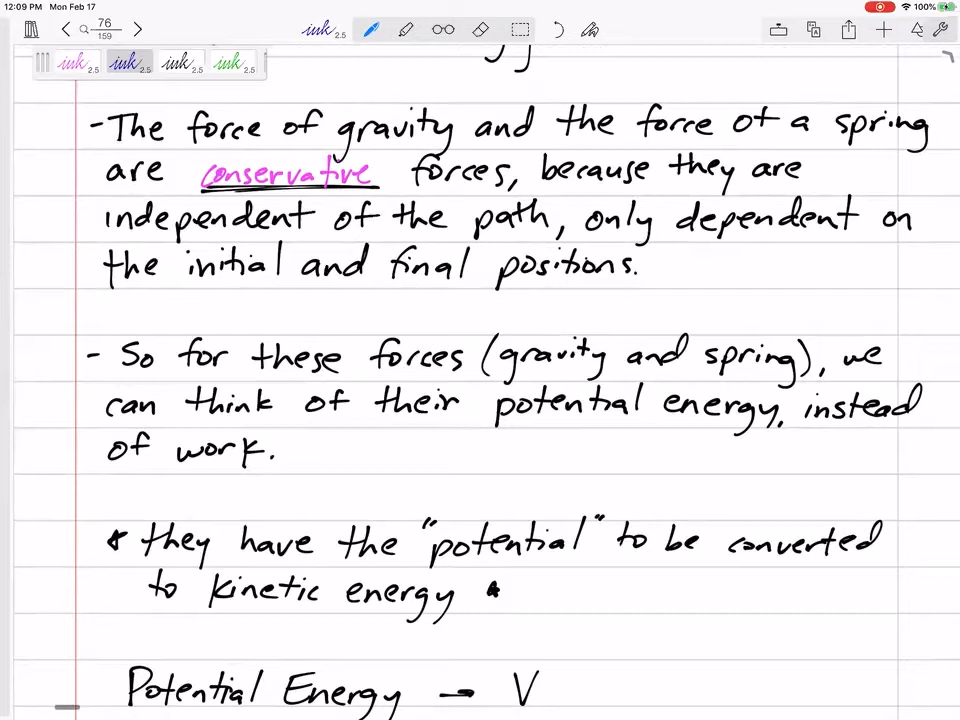 12:09 PM Mon Feb 17
100%
76
159
ink 2.5
ink 2.5
ink 2.5
ink 2.5
ink 2.5
- The force of gravity and the force of a spring
are conservative forces, because they are
independent of the path, only dependent on
the initial and final positions.
- So for these forces (gravity and spring), we
can think of their potential energy, instead
of work.
* they have the "potential" to be converted
to kinetic energy *
Potential Energy → V